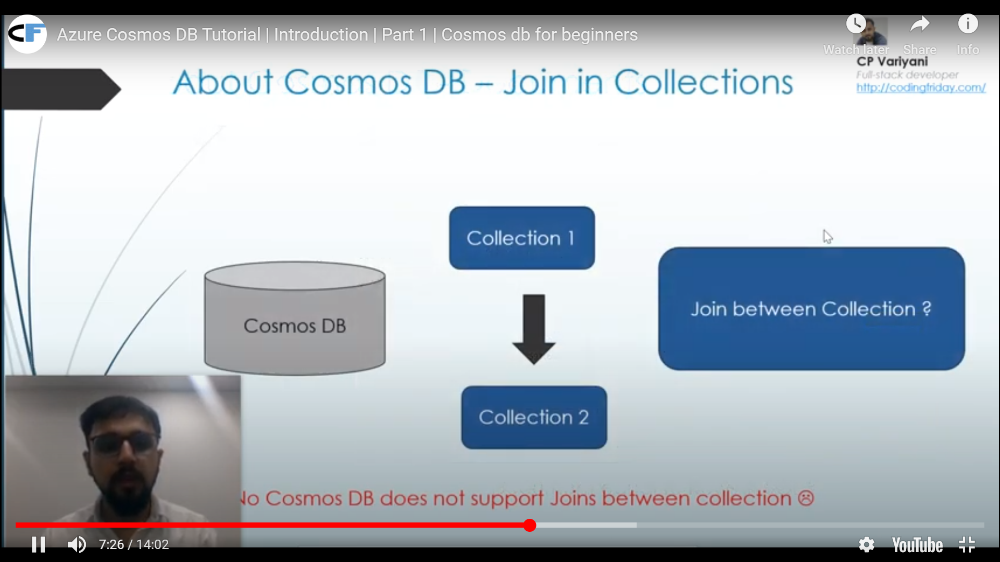 CF Azure Cosmos DB Tutorial | Introduction | Part 1 | Cosmos db for beginners
Watch later Share Info
CP Variyani
Full-stack developer
http://codingfriday.com/
About Cosmos DB – Join in Collections
Collection 1
Join between Collection ?
Cosmos DB
Collection 2
No Cosmos DB does not support Joins between collection ☹
7:26 / 14:02
YouTube